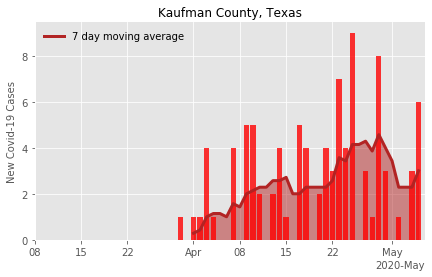 Kaufman County, Texas
7 day moving average
New Covid-19 Cases
8
6
4
2
0
08 15 22 Apr 08 15 22 May
2020-May